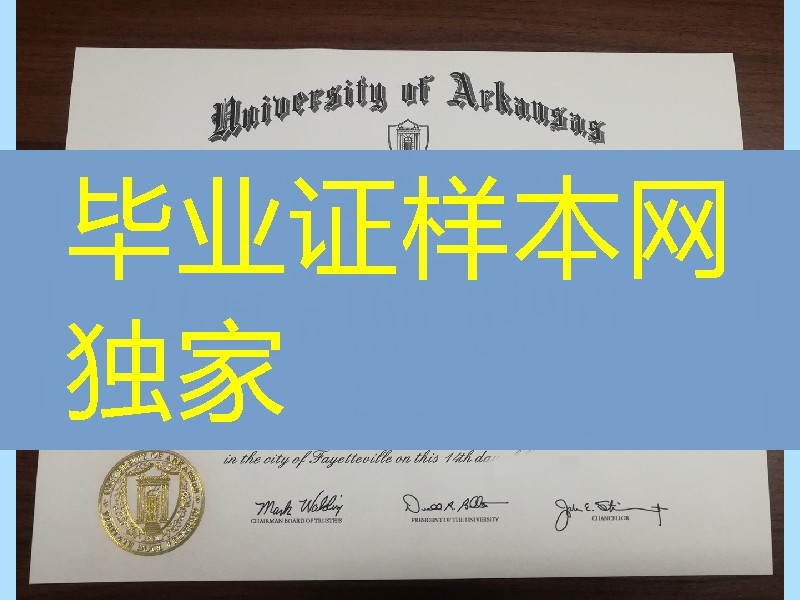 University of Arkansas
毕业证样本网
独家
in the city of Fayetteville on this 14th da
CHAIRMAN BOARD OF TRUSTEES
PRESIDENT OF THE UNIVERSITY
CHANCELLOR